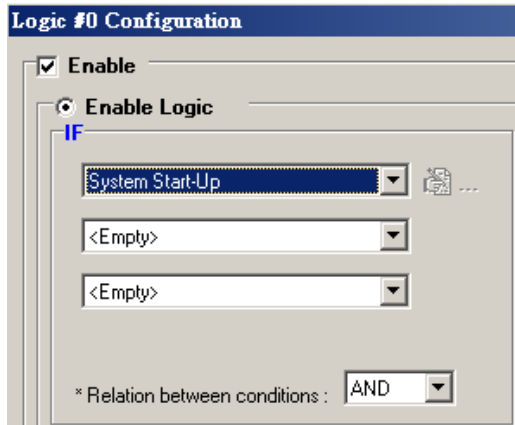 Logic #0 Configuration
Enable
Enable Logic
IF
System Start-Up
...
<Empty>
<Empty>
* Relation between conditions : AND